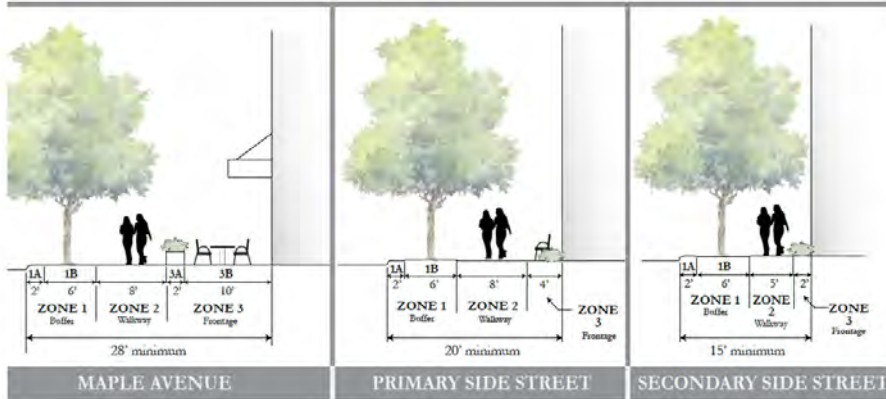 1A 1B 3A 3B
2' 6' 8' 2' 10'
ZONE 1 ZONE 2 ZONE 3
Buffer Walkway Frontage
28' minimum
MAPLE AVENUE
1A 1B
2' 6' 8' 4'
ZONE 1 ZONE 2 ZONE
Buffer Walkway 3
Frontage
20' minimum
PRIMARY SIDE STREET
1A 1B
2' 6' 5' 2'
ZONE 1 ZONE ZONE
Buffer 2 3
Walkway Frontage
15' minimum
SECONDARY SIDE STREET